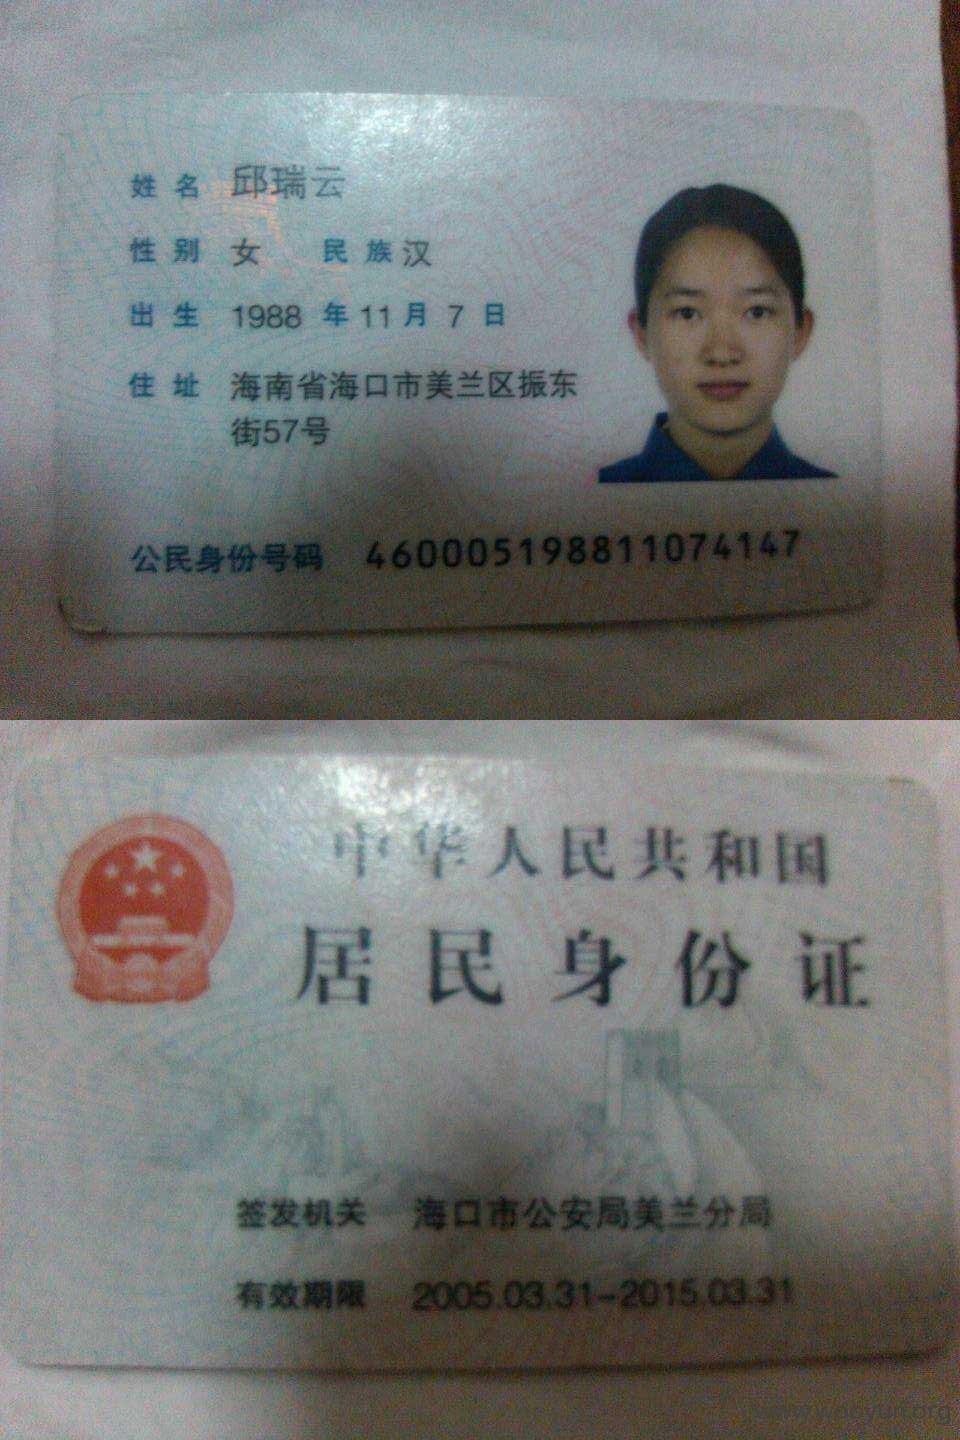 姓名 邱瑞云
性别 女 民族 汉
出生 1988 年 11 月 7 日
住址 海南省海口市美兰区振东
街57号
公民身份号码 460005198811074147
中华人民共和国
居民身份证
签发机关 海口市公安局美兰分局
有效期限 2005.03.31-2015.03.31